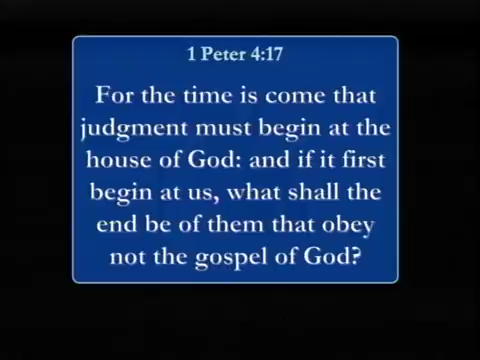 1 Peter 4:17
For the time is come that
judgment must begin at the
house of God: and if it first
begin at us, what shall the
end be of them that obey
not the gospel of God?